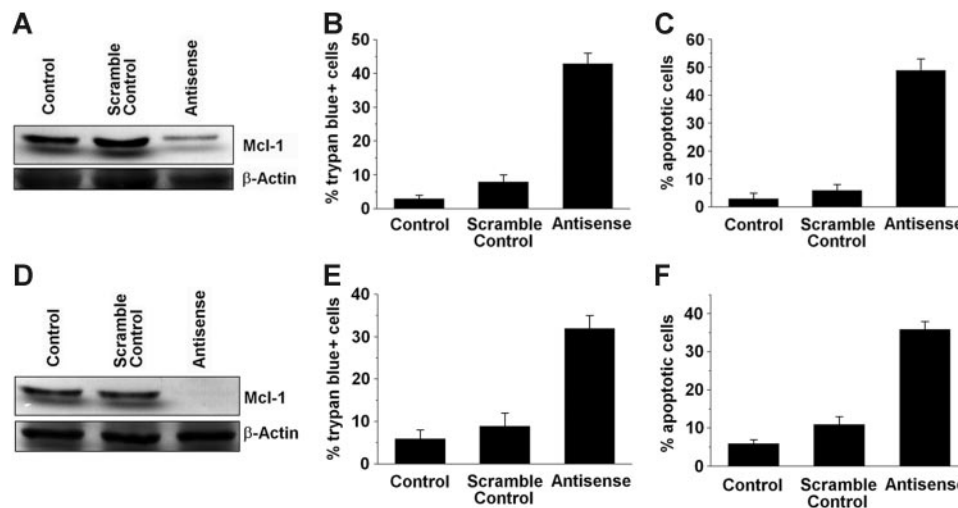 A
Control
Scramble
Control
Antisense
Mcl-1
β-Actin
B
% trypan blue+ cells
50
40
30
20
10
0
Control
Scramble
Control
Antisense
C
% apoptotic cells
60
50
40
30
20
10
0
Control
Scramble
Control
Antisense
D
Control
Scramble
Control
Antisense
Mcl-1
β-Actin
E
% trypan blue+ cells
40
30
20
10
0
Control
Scramble
Control
Antisense
F
% apoptotic cells
40
30
20
10
0
Control
Scramble
Control
Antisense